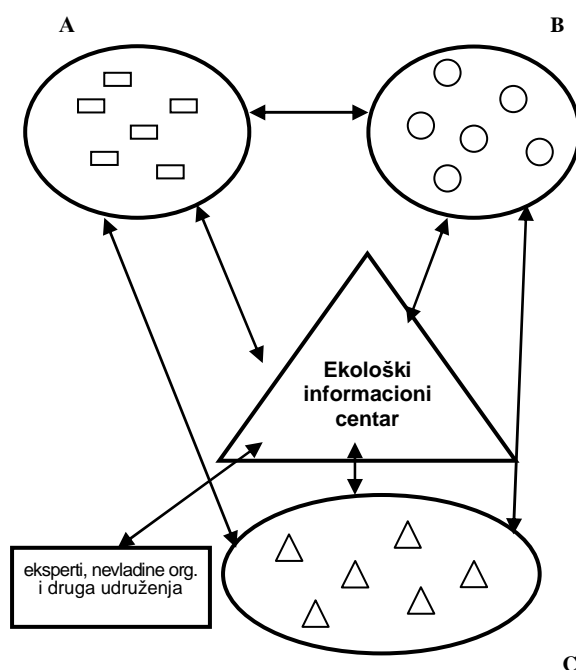 A
B
Ekološki
informacioni
centar
eksperti, nevladine org.
i druga udruženja
C